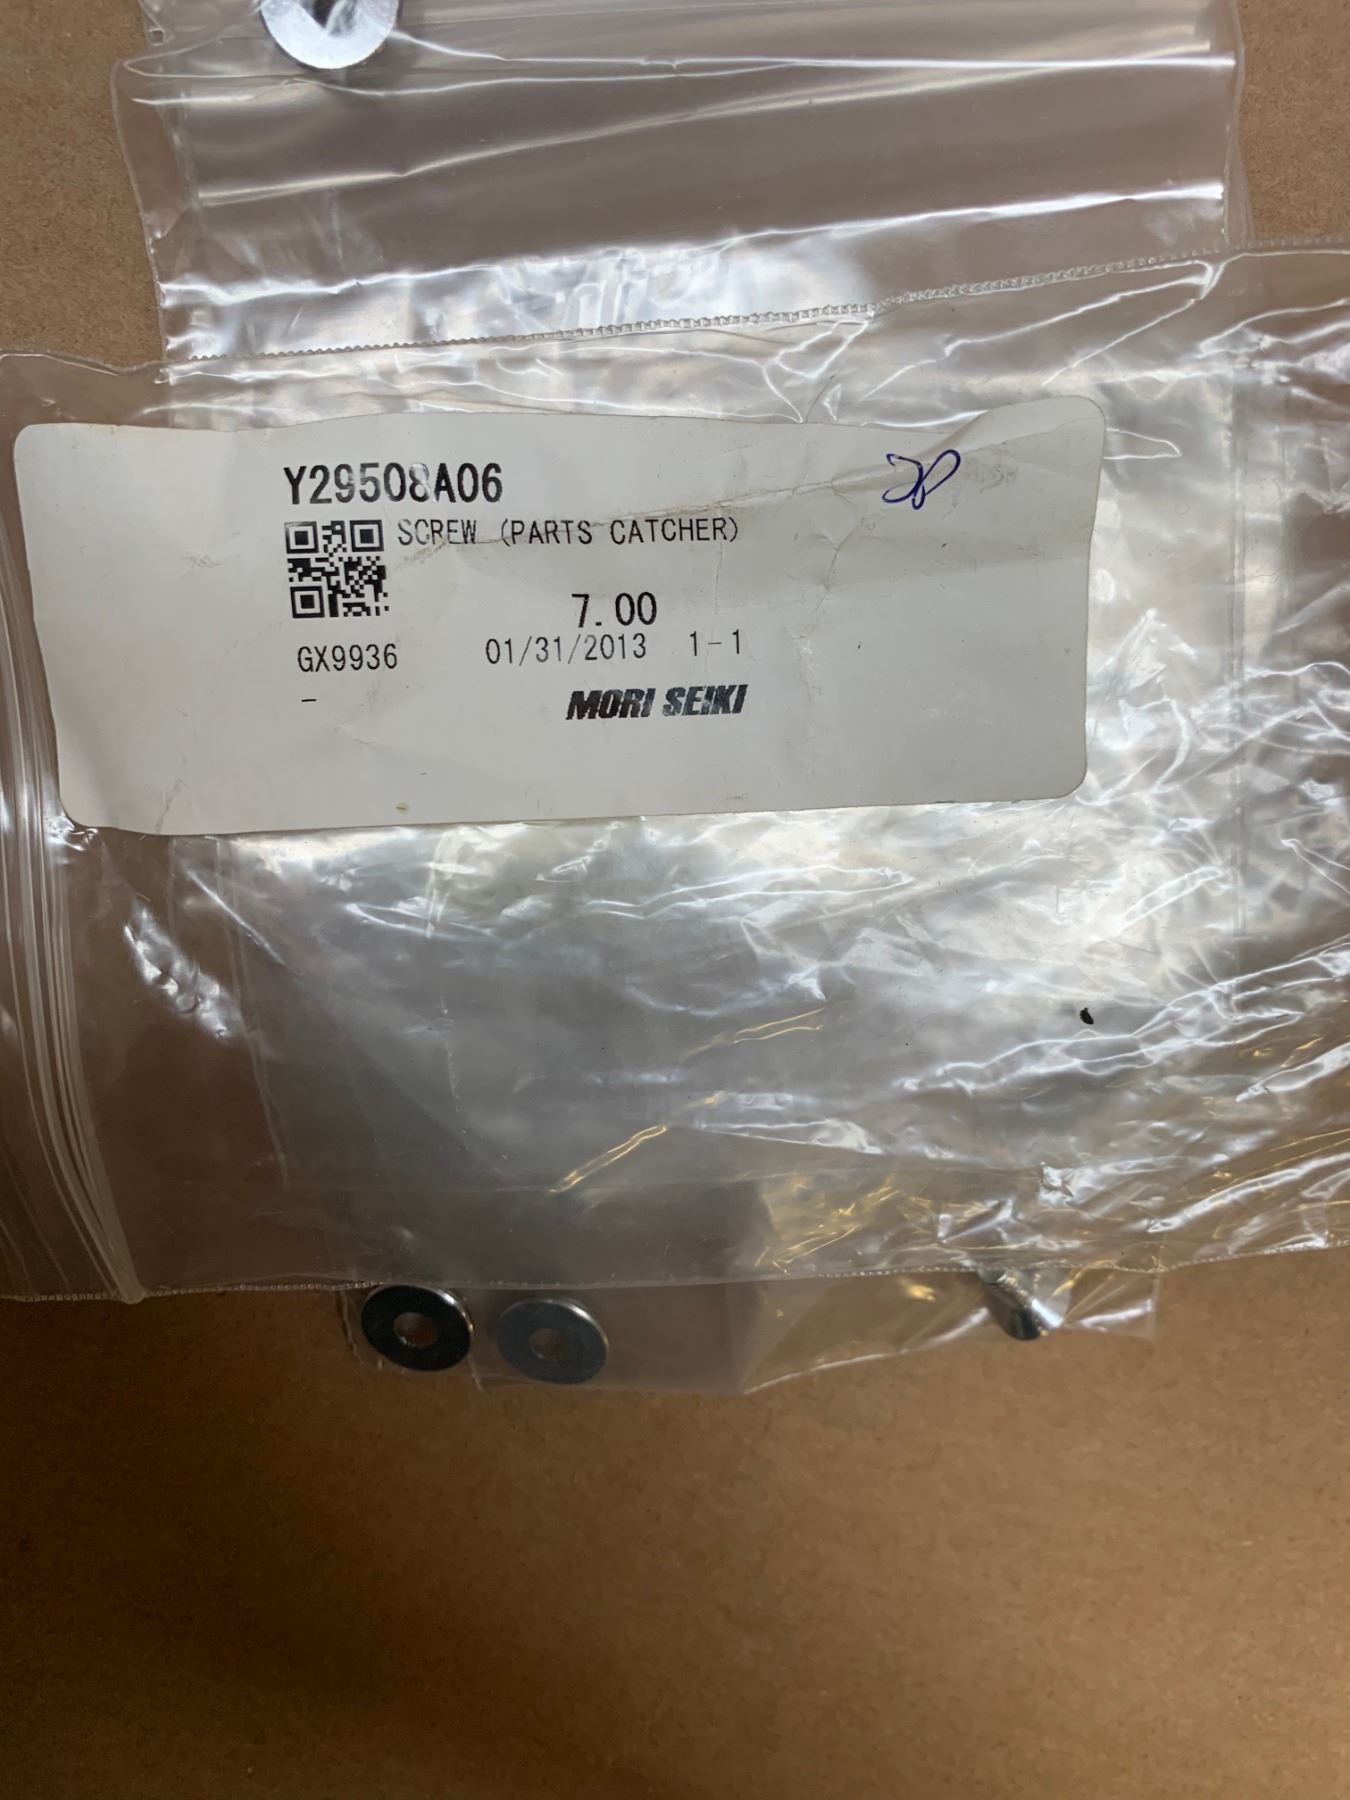 Y29508A06
SCREW (PARTS CATCHER)
7.00
GX9936 01/31/2013 1-1
-
MORI SEIKI